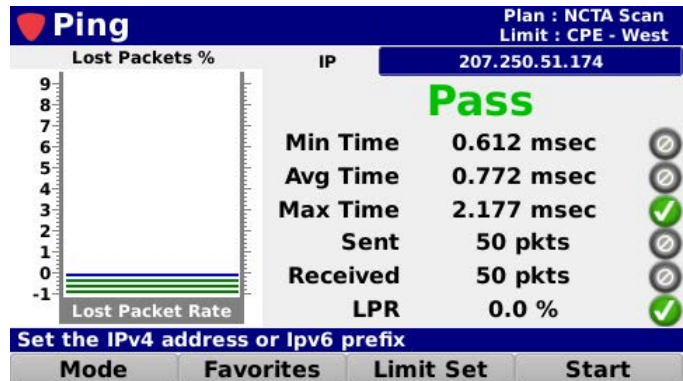 Ping
Plan : NCTA Scan
Limit : CPE - West
Lost Packets %
IP
207.250.51.174
9
8
7
6
5
4
3
2
1
0
-1
Lost Packet Rate
Pass
Min Time 0.612 msec
Avg Time 0.772 msec
Max Time 2.177 msec
Sent 50 pkts
Received 50 pkts
LPR 0.0 %
Set the IPv4 address or Ipv6 prefix
Mode Favorites Limit Set Start